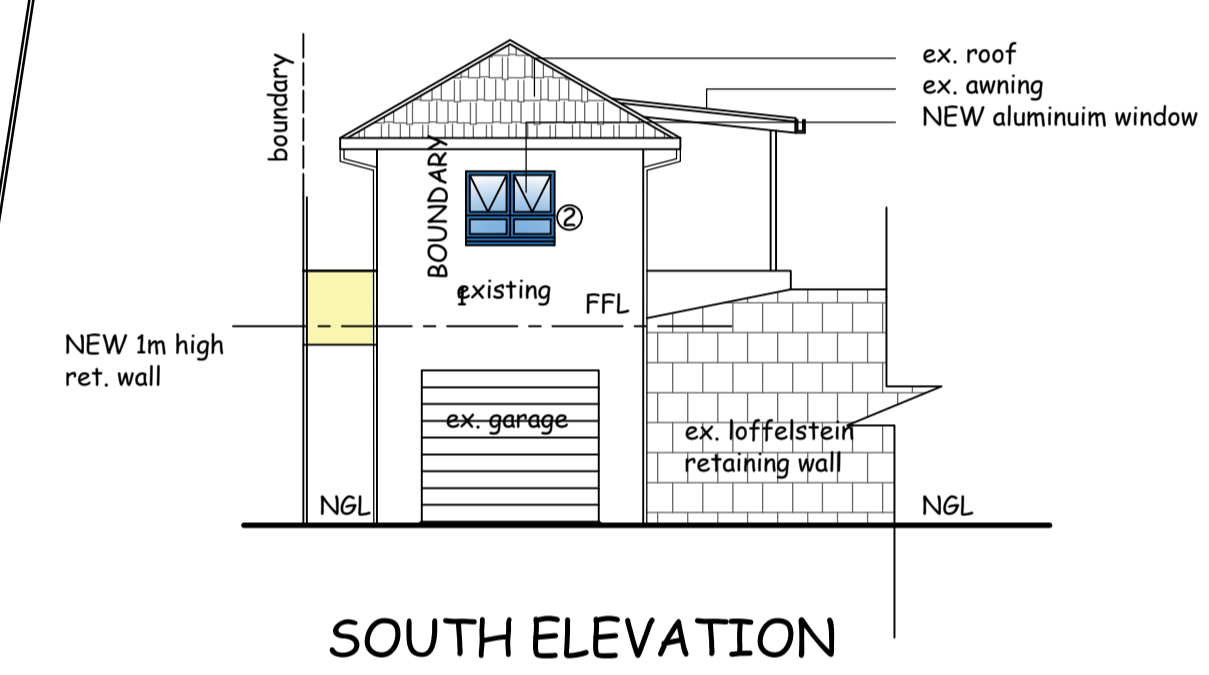 boundary
ex. roof
ex. awning
NEW aluminuim window
BOUNDARY
2
existing
FFL
NEW 1m high
ret. wall
ex. garage
ex. loffelstein
retaining wall
NGL
NGL
SOUTH ELEVATION